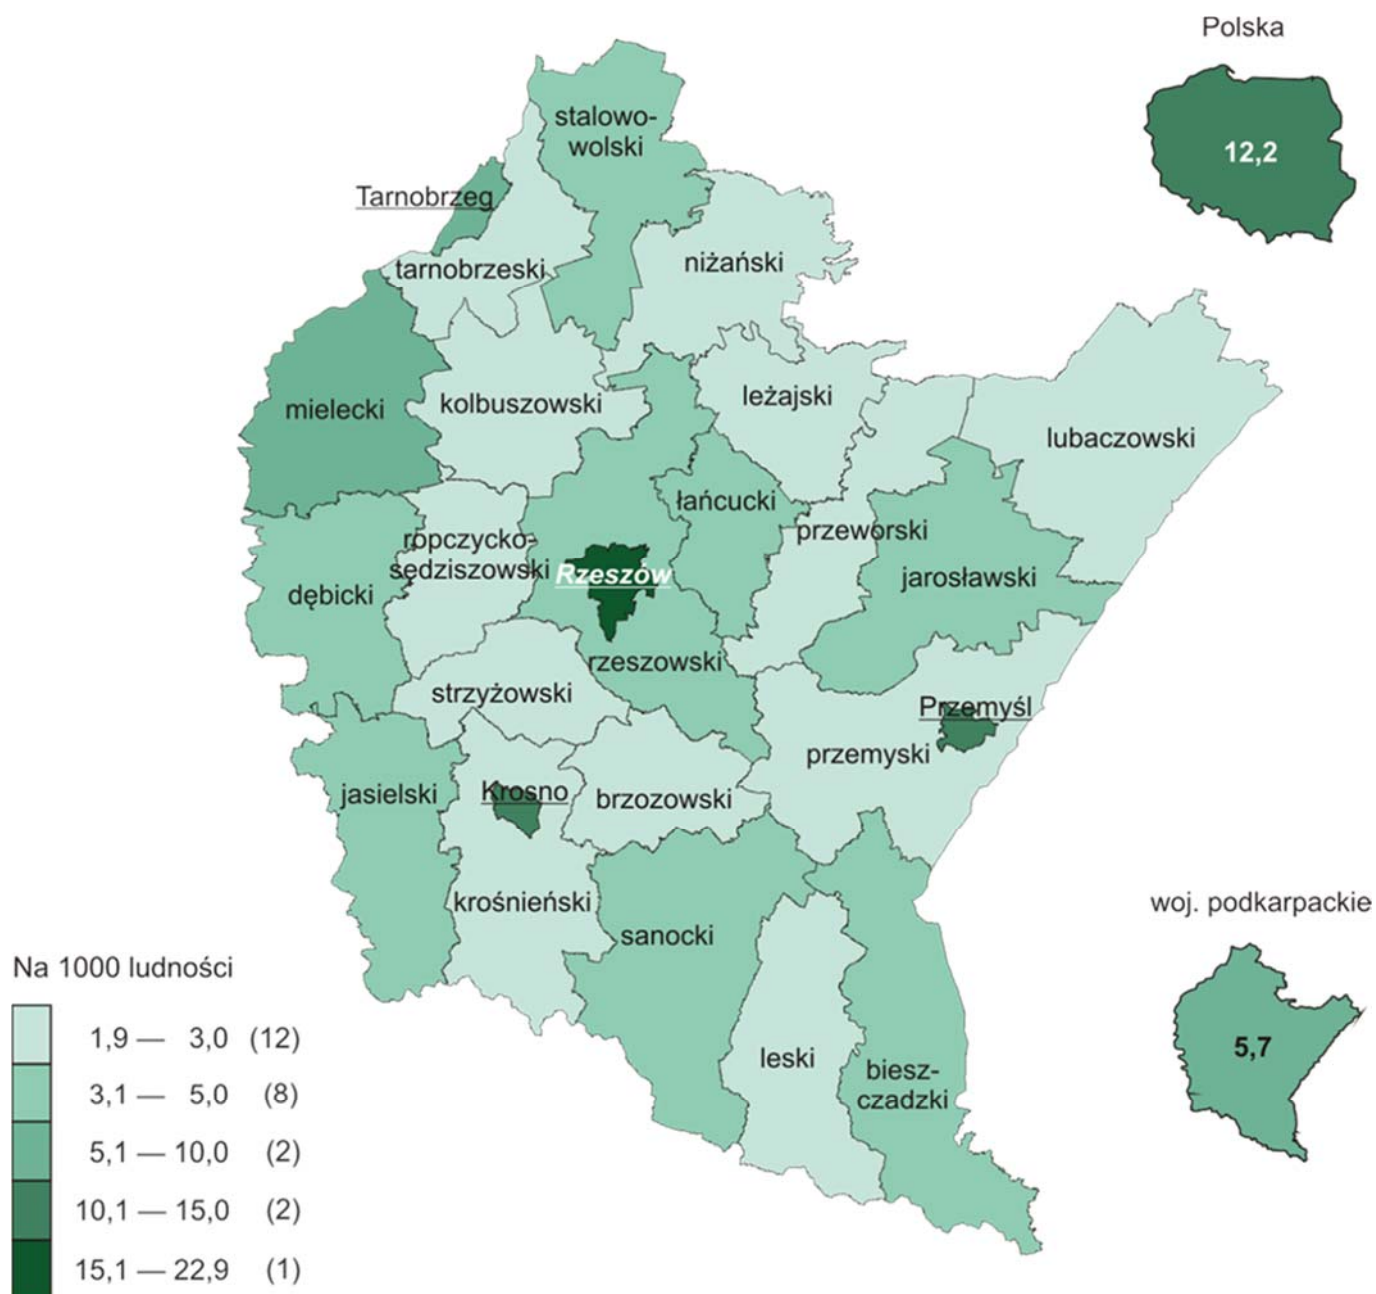 Polska
12,2
stalowo-
wolski
Tarnobrzeg
tarnobrzeski
niżański
mielecki
kolbuszowski
leżajski
lubaczowski
łańcucki
przeworski
ropczycko-
sędziszowski
Rzeszów
jarosławski
dębicki
rzeszowski
strzyżowski
Przemyśl
przemyski
jasielski
Krosno
brzozowski
krośnieński
sanocki
leski
biesz-
czadzki
woj. podkarpackie
5,7
Na 1000 ludności
1,9 — 3,0 (12)
3,1 — 5,0 (8)
5,1 — 10,0 (2)
10,1 — 15,0 (2)
15,1 — 22,9 (1)